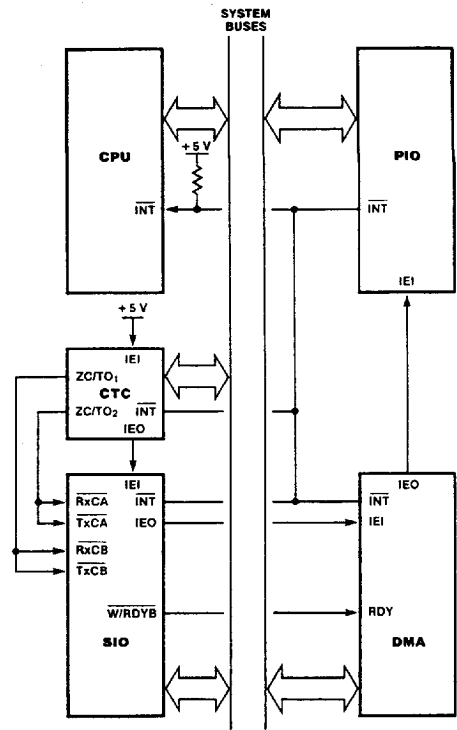 SYSTEM
BUSES
CPU
+5 V
INT
PIO
INT
IEI
+5 V
IEI
ZC/TO1
CTC
ZC/TO2
INT
IEO
IEI
RxCA
INT
TxCA
IEO
RxCB
TxCB
W/RDYB
SIO
IEO
INT
IEI
RDY
DMA